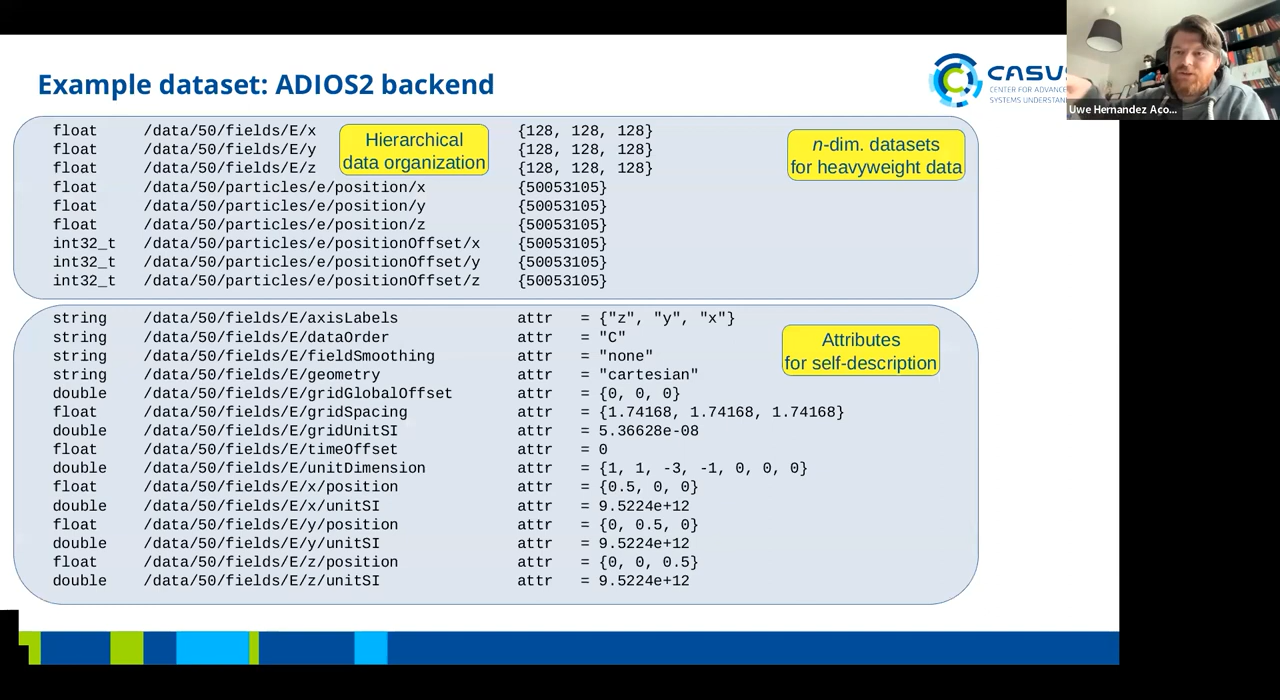 Example dataset: ADIOS2 backend
CASUS
CENTER FOR ADVANCE
SYSTEMS UNDERSTAN
Uwe Hernandez Aco...
float /data/50/fields/E/x {128, 128, 128}
float /data/50/fields/E/y {128, 128, 128}
float /data/50/fields/E/z {128, 128, 128}
float /data/50/particles/e/position/x {50053105}
float /data/50/particles/e/position/y {50053105}
float /data/50/particles/e/position/z {50053105}
int32_t /data/50/particles/e/positionOffset/x {50053105}
int32_t /data/50/particles/e/positionOffset/y {50053105}
int32_t /data/50/particles/e/positionOffset/z {50053105}
Hierarchical
data organization
n-dim. datasets
for heavyweight data
string /data/50/fields/E/axisLabels attr = {"z", "y", "x"}
string /data/50/fields/E/dataOrder attr = "C"
string /data/50/fields/E/fieldSmoothing attr = "none"
string /data/50/fields/E/geometry attr = "cartesian"
double /data/50/fields/E/gridGlobalOffset attr = {0, 0, 0}
float /data/50/fields/E/gridSpacing attr = {1.74168, 1.74168, 1.74168}
double /data/50/fields/E/gridUnitSI attr = 5.36628e-08
float /data/50/fields/E/timeOffset attr = 0
double /data/50/fields/E/unitDimension attr = {1, 1, -3, -1, 0, 0, 0}
float /data/50/fields/E/x/position attr = {0.5, 0, 0}
double /data/50/fields/E/x/unitSI attr = 9.5224e+12
float /data/50/fields/E/y/position attr = {0, 0.5, 0}
double /data/50/fields/E/y/unitSI attr = 9.5224e+12
float /data/50/fields/E/z/position attr = {0, 0, 0.5}
double /data/50/fields/E/z/unitSI attr = 9.5224e+12
Attributes
for self-description